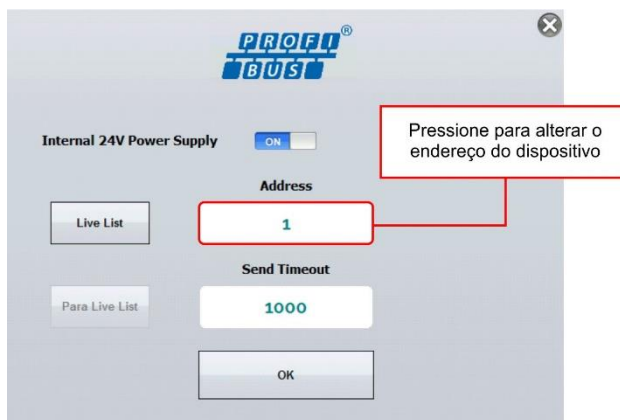 PROFI®
BUS
Internal 24V Power Supply
ON
Pressione para alterar o
endereço do dispositivo
Address
Live List
1
Send Timeout
Para Live List
1000
OK